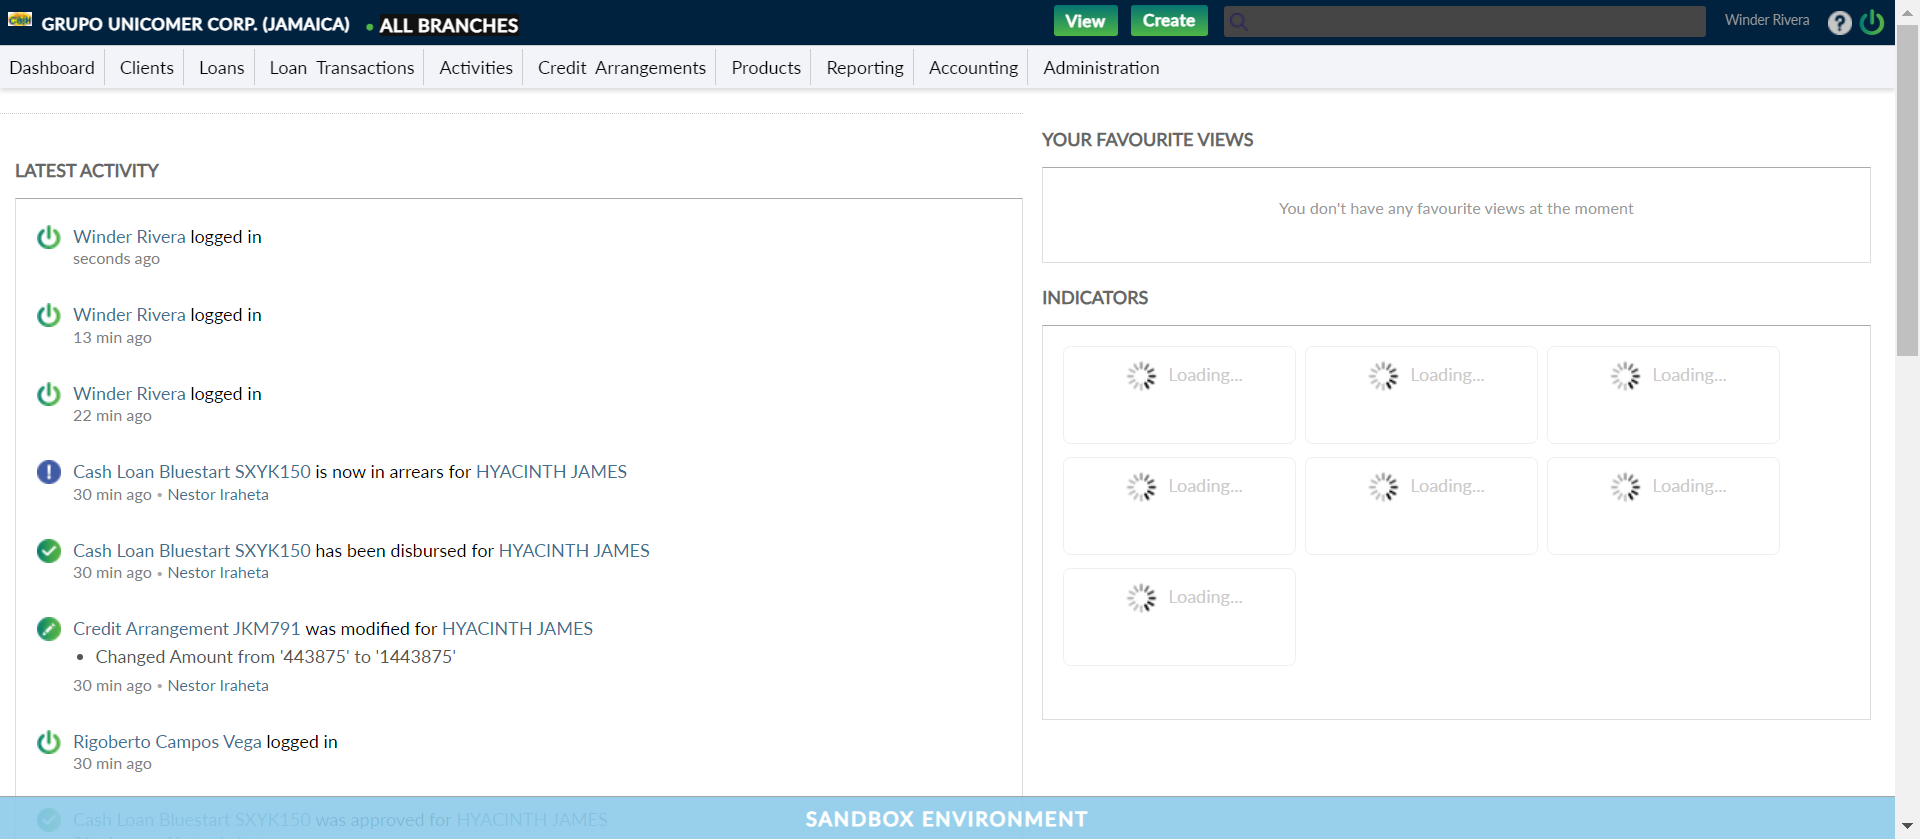 Cash GRUPO UNICOMER CORP. (JAMAICA) • ALL BRANCHES View Create Winder Rivera ?
Dashboard Clients Loans Loan Transactions Activities Credit Arrangements Products Reporting Accounting Administration
LATEST ACTIVITY
Winder Rivera logged in
seconds ago
Winder Rivera logged in
13 min ago
Winder Rivera logged in
22 min ago
Cash Loan Bluestart SXYK150 is now in arrears for HYACINTH JAMES
30 min ago • Nestor Iraheta
Cash Loan Bluestart SXYK150 has been disbursed for HYACINTH JAMES
30 min ago • Nestor Iraheta
Credit Arrangement JKM791 was modified for HYACINTH JAMES
• Changed Amount from '443875' to '1443875'
30 min ago • Nestor Iraheta
Rigoberto Campos Vega logged in
30 min ago
Cash Loan Bluestart SXYK150 was approved for HYACINTH JAMES
YOUR FAVOURITE VIEWS
You don't have any favourite views at the moment
INDICATORS
Loading... Loading... Loading...
Loading... Loading... Loading...
Loading...
SANDBOX ENVIRONMENT